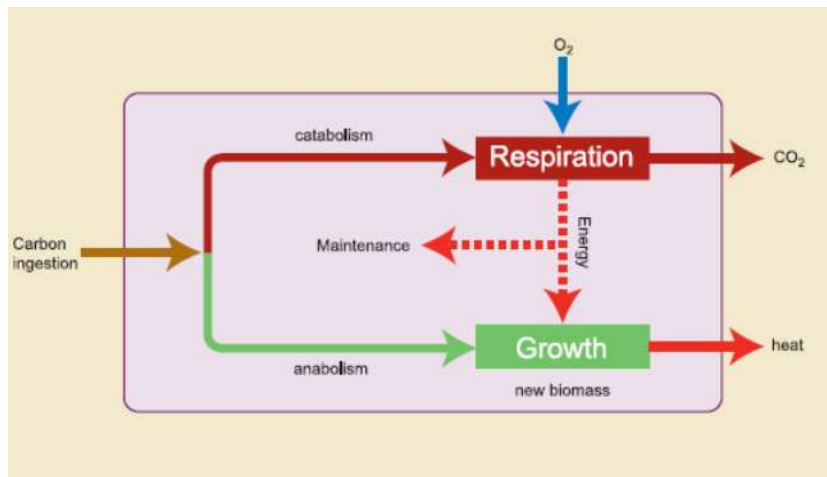 O₂
catabolism
Respiration
CO₂
Carbon
ingestion
Maintenance
Energy
Growth
heat
anabolism
new biomass